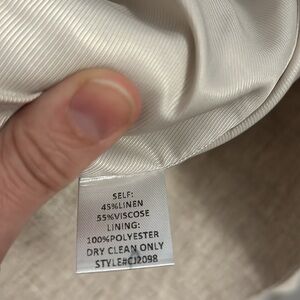 SELF:
45%LINEN
55%VISCOSE
LINING:
100%POLYESTER
DRY CLEAN ONLY
STYLE#CJ2098